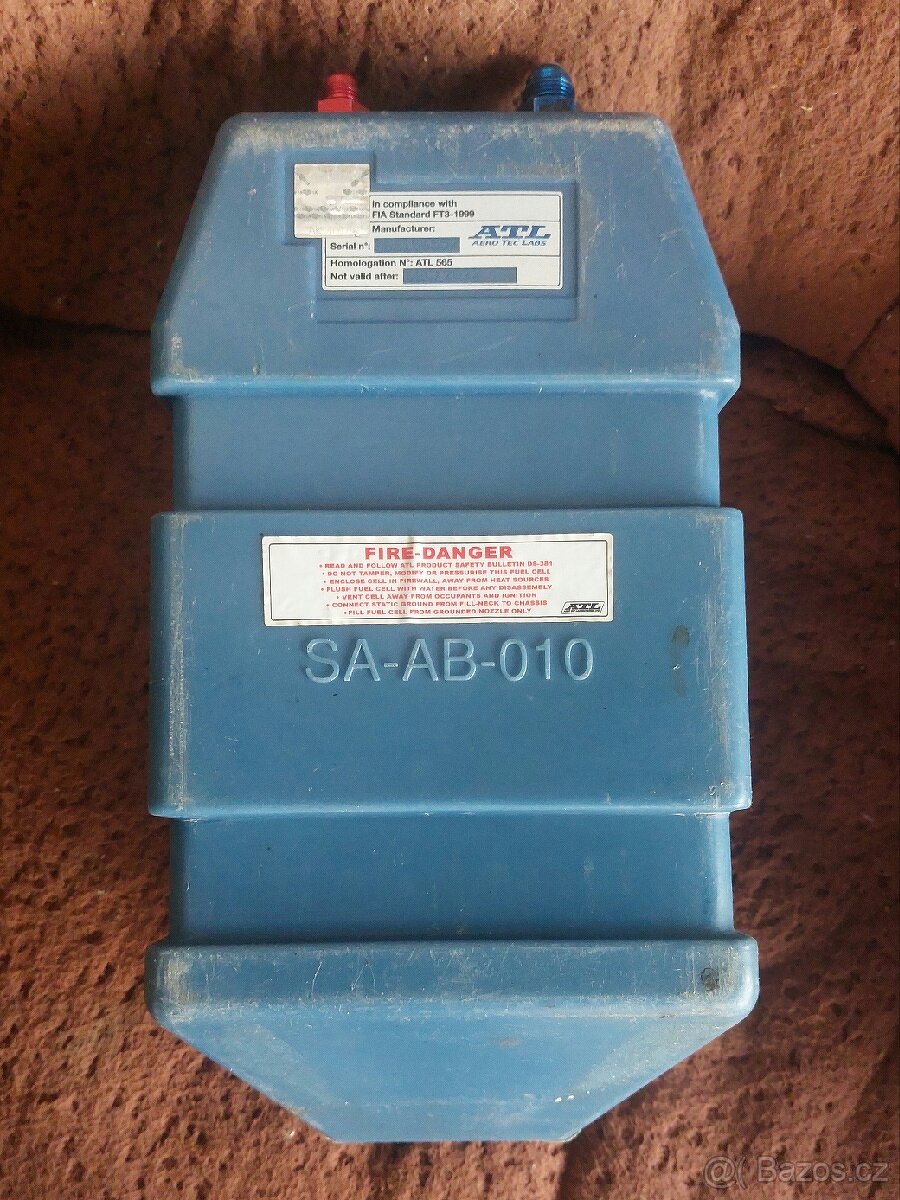 In compliance with
FIA Standard FT3-1999
Manufacturer:
ATL
AERO TEC LABS
Serial n°:
Homologation N°: ATL 565
Not valid after:
FIRE-DANGER
• READ AND FOLLOW ATL PRODUCT SAFETY BULLETIN DS-381
• DO NOT TAMPER, MODIFY OR PRESSURISE THIS FUEL CELL
• ENCLOSE CELL IN FIREWALL, AWAY FROM HEAT SOURCES
• FLUSH FUEL CELL WITH WATER BEFORE ANY DISASSEMBLY
• VENT CELL AWAY FROM OCCUPANTS AND IGNITION
• CONNECT STATIC GROUND FROM FILL-NECK TO CHASSIS
• FILL FUEL CELL FROM GROUNDED NOZZLE ONLY
ATL
SA-AB-010
Bazos.cz